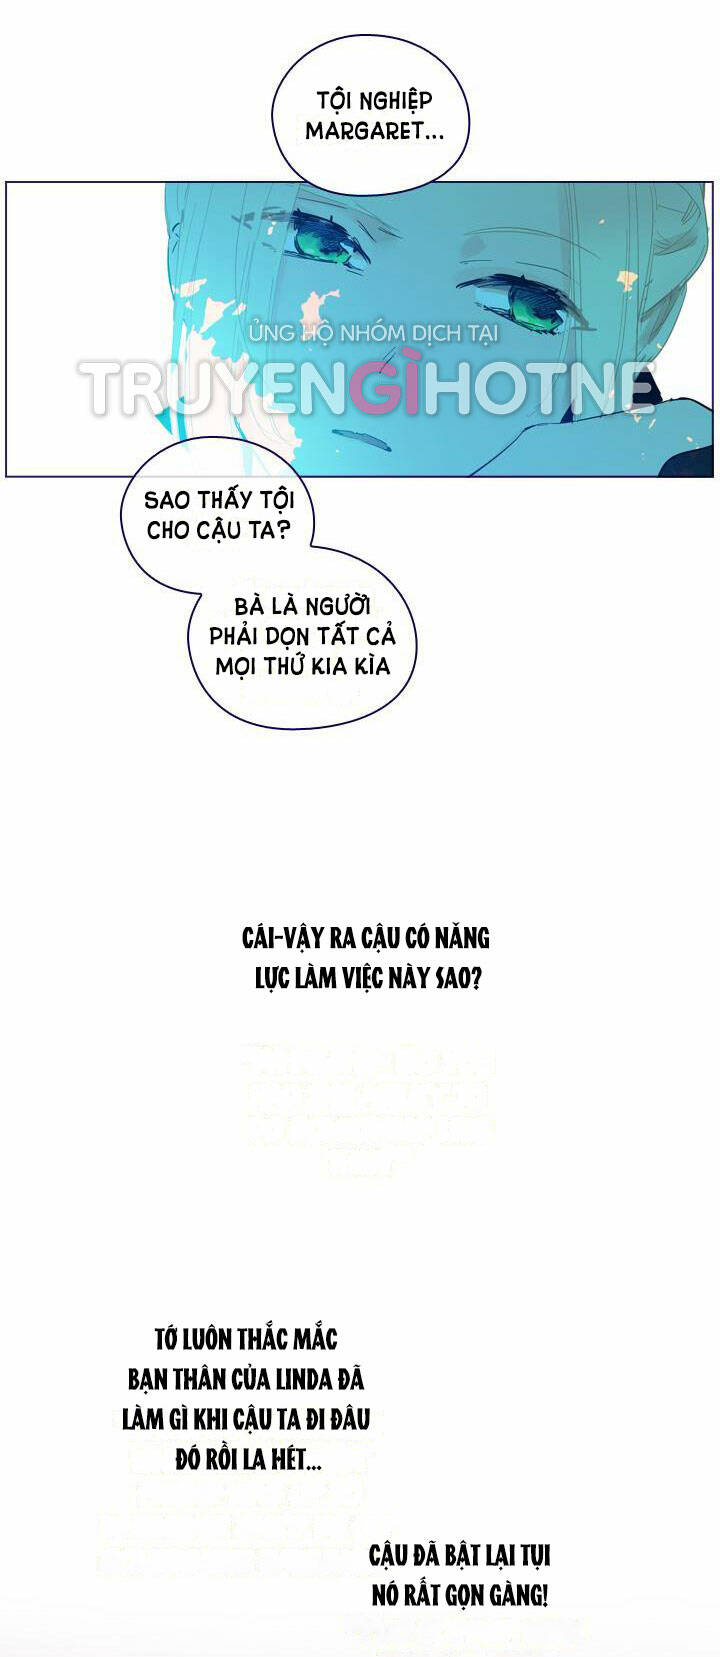 TỘI NGHIỆP
MARGARET...
ỦNG HỘ NHÓM DỊCH TẠI
TRUYENGIHOTNE
SAO THẤY TỘI
CHO CẬU TA?
BÀ LÀ NGƯỜI
PHẢI DỌN TẤT CẢ
MỌI THỨ KIA KÌA
CÁI-VẬY RA CẬU CÓ NĂNG
LỰC LÀM VIỆC NÀY SAO?
TỚ LUÔN THẮC MẮC
BẠN THÂN CỦA LINDA ĐÃ
LÀM GÌ KHI CẬU TA ĐI ĐÂU
ĐÓ RỒI LA HÉT...
CẬU ĐÃ BẬT LẠI TỤI
NÓ RẤT GỌN GÀNG!